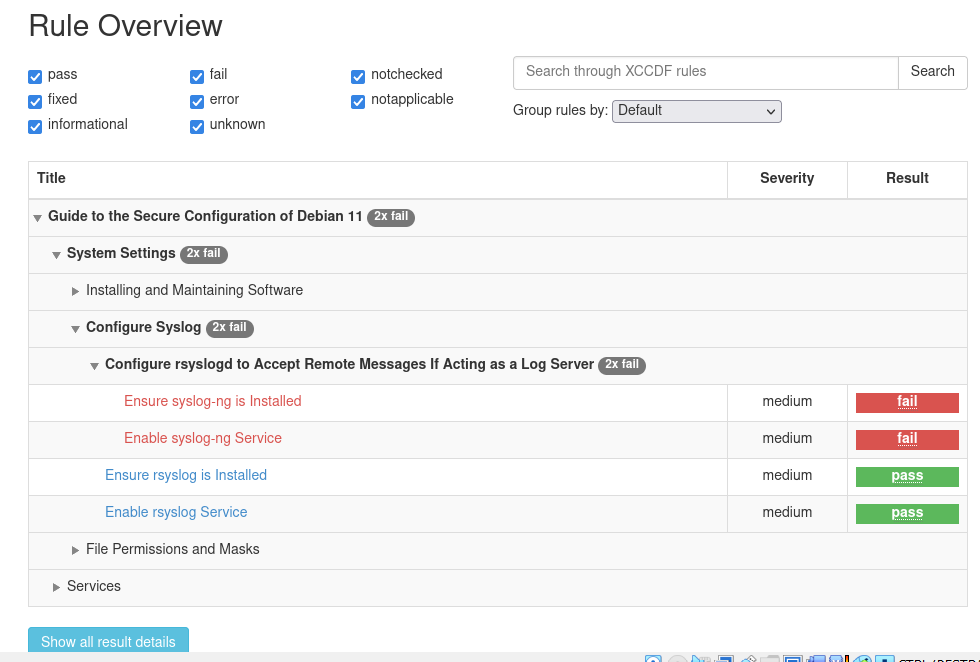 Rule Overview
pass fail notchecked
fixed error notapplicable
informational unknown
Search through XCCDF rules Search
Group rules by: Default
Title Severity Result
Guide to the Secure Configuration of Debian 11 2x fail
System Settings 2x fail
Installing and Maintaining Software
Configure Syslog 2x fail
Configure rsyslogd to Accept Remote Messages If Acting as a Log Server 2x fail
Ensure syslog-ng is Installed medium fail
Enable syslog-ng Service medium fail
Ensure rsyslog is Installed medium pass
Enable rsyslog Service medium pass
File Permissions and Masks
Services
Show all result details